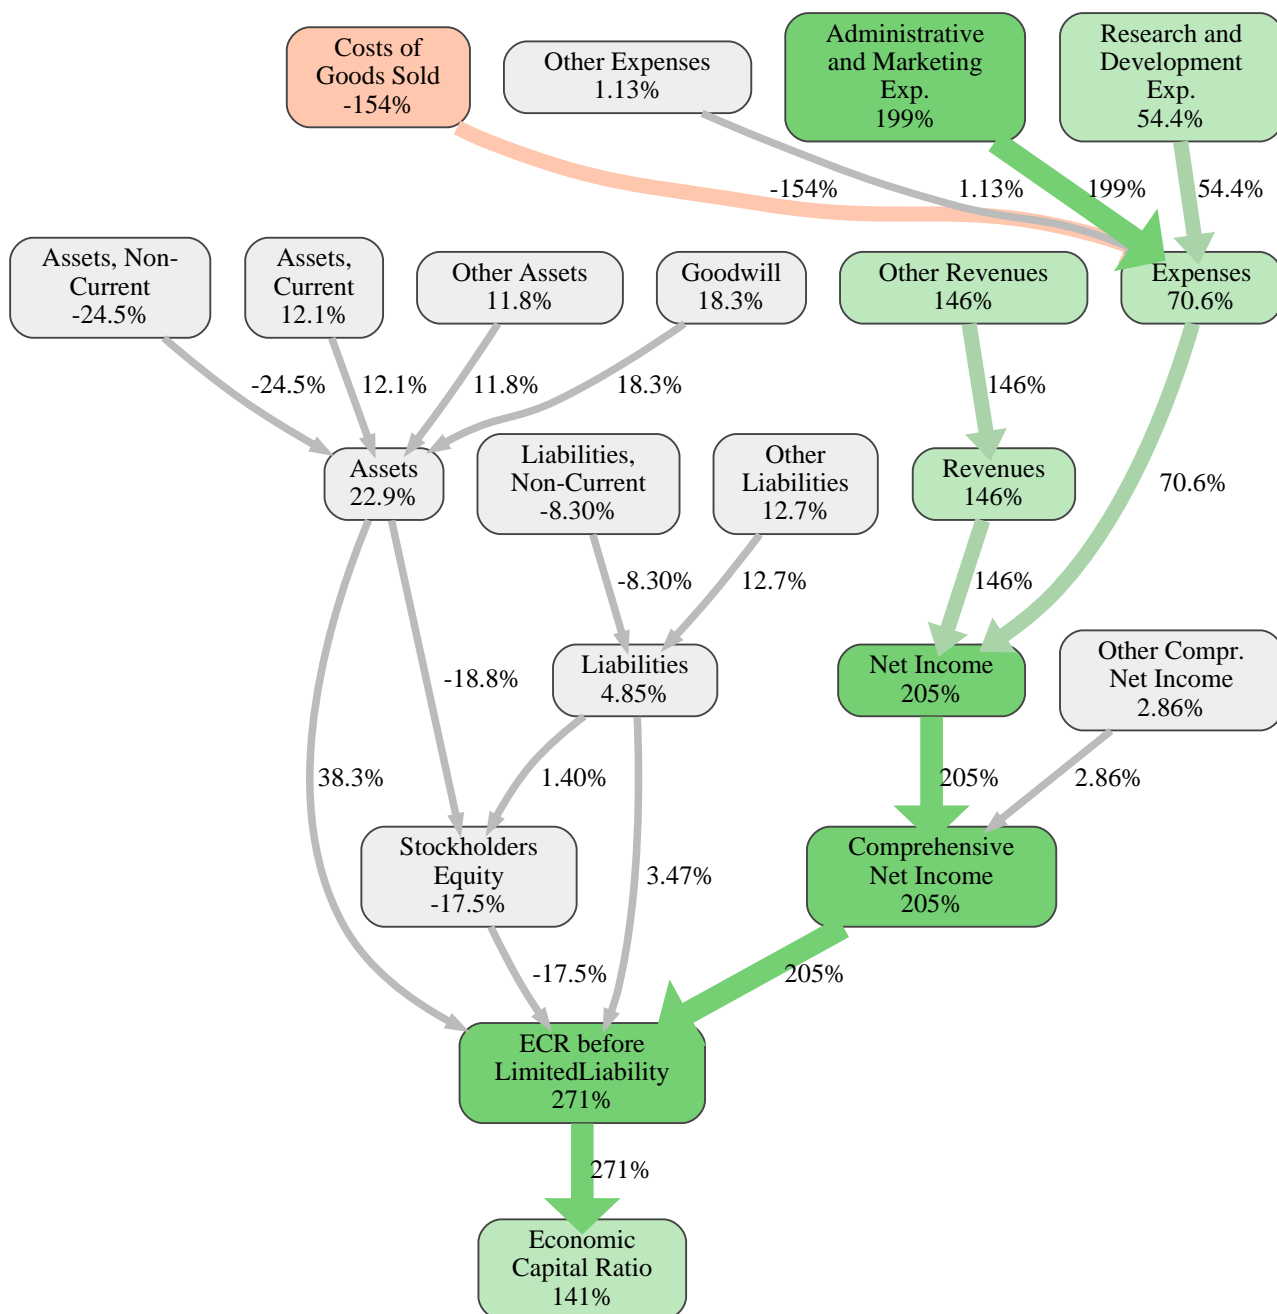 Costs of
Goods Sold
-154%
Other Expenses
1.13%
Administrative
and Marketing
Exp.
199%
Research and
Development
Exp.
54.4%
-154%
1.13%
199%
54.4%
Assets, Non-
Current
-24.5%
Assets,
Current
12.1%
Other Assets
11.8%
Goodwill
18.3%
Other Revenues
146%
Expenses
70.6%
-24.5%
12.1%
11.8%
18.3%
146%
70.6%
Assets
22.9%
Liabilities,
Non-Current
-8.30%
Other
Liabilities
12.7%
Revenues
146%
-8.30%
12.7%
146%
-18.8%
Liabilities
4.85%
Net Income
205%
Other Compr.
Net Income
2.86%
38.3%
1.40%
205%
2.86%
Stockholders
Equity
-17.5%
3.47%
Comprehensive
Net Income
205%
-17.5%
205%
ECR before
LimitedLiability
271%
271%
Economic
Capital Ratio
141%